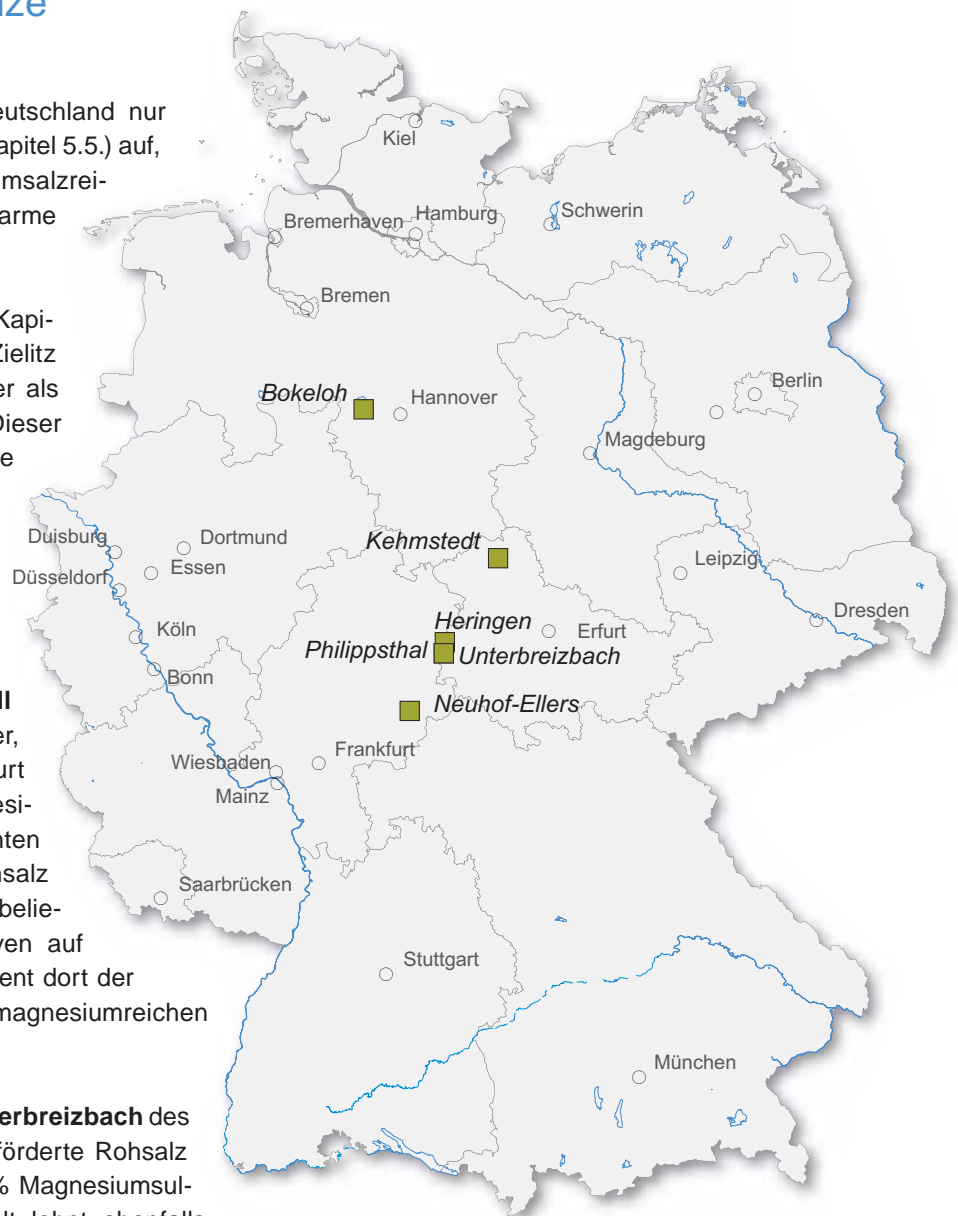 ze
eutschland nur
apitel 5.5.) auf,
msalzrei-
arme
Kapi-
Zielitz
er als
Dieser
e
ll
er,
urt
esi-
nten
nsalz
belie-
ven auf
ent dort der
magnesiumreichen
erbreizbach des
förderte Rohsalz
% Magnesiumsul-
Kiel
Hamburg
Schwerin
Bremerhaven
Bremen
Berlin
Bokeloh
Hannover
Magdeburg
Duisburg
Dortmund
Kehmstedt
Leipzig
Essen
Düsseldorf
Dresden
Heringen
Erfurt
Köln
Philippsthal
Unterbreizbach
Bonn
Neuhof-Ellers
Frankfurt
Wiesbaden
Mainz
Saarbrücken
Stuttgart
München